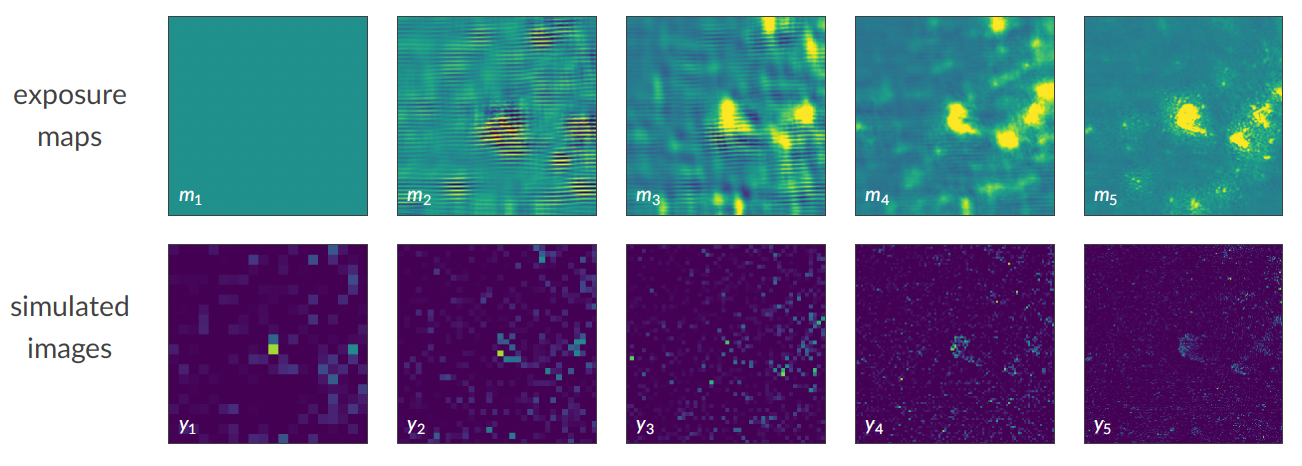 exposure
maps
m₁
m₂
m₃
m₄
m₅
simulated
images
y₁
y₂
y₃
y₄
y₅